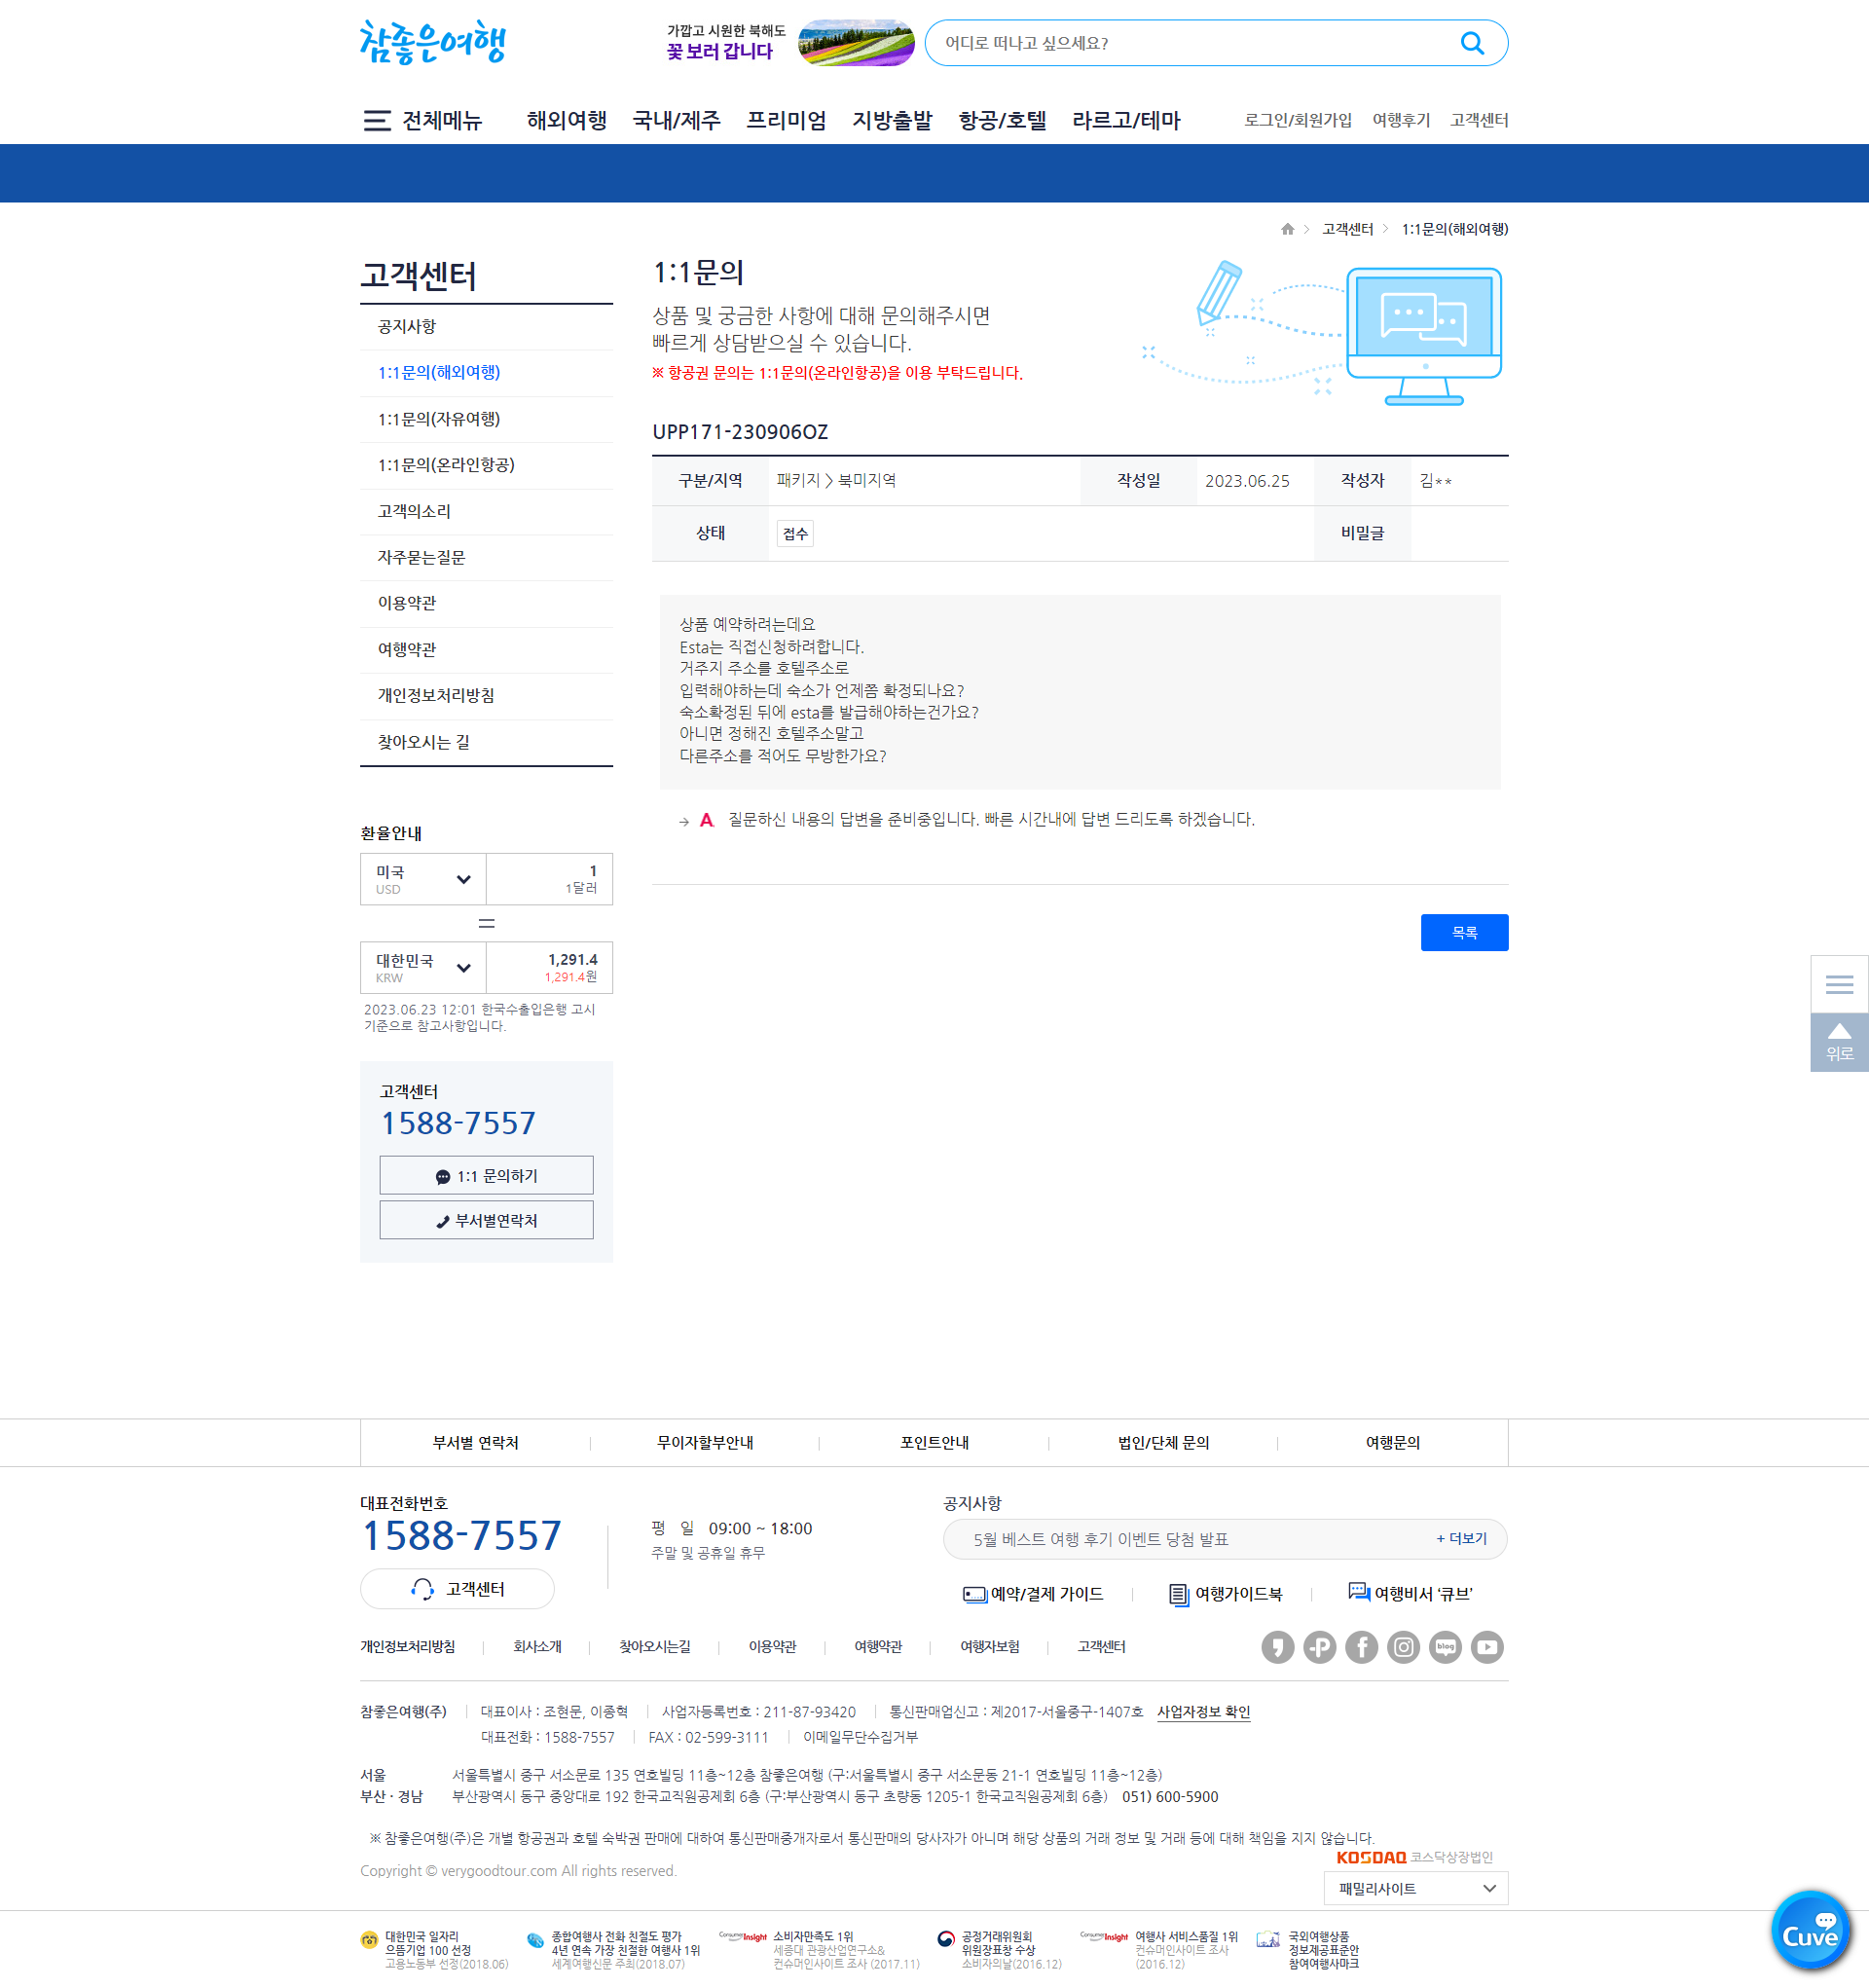 참좋은여행
가깝고 시원한 북해도
꽃 보러 갑니다
어디로 떠나고 싶으세요?
전체메뉴 해외여행 국내/제주 프리미엄 지방출발 항공/호텔 라르고/테마 로그인/회원가입 여행후기 고객센터
고객센터 1:1문의(해외여행)
고객센터
공지사항
1:1문의(해외여행)
1:1문의(자유여행)
1:1문의(온라인항공)
고객의소리
자주묻는질문
이용약관
여행약관
개인정보처리방침
찾아오시는 길
환율안내
미국 1
USD 1달러
대한민국 1,291.4
KRW 1,291.4원
2023.06.23 12:01 한국수출입은행 고시
기준으로 참고사항입니다.
고객센터
1588-7557
1:1 문의하기
부서별연락처
1:1문의
상품 및 궁금한 사항에 대해 문의해주시면
빠르게 상담받으실 수 있습니다.
※ 항공권 문의는 1:1문의(온라인항공)을 이용 부탁드립니다.
UPP171-230906OZ
구분/지역 패키지 > 북미지역 작성일 2023.06.25 작성자 김**
상태 접수 비밀글
상품 예약하려는데요
Esta는 직접신청하려합니다.
거주지 주소를 호텔주소로
입력해야하는데 숙소가 언제쯤 확정되나요?
숙소확정된 뒤에 esta를 발급해야하는건가요?
아니면 정해진 호텔주소말고
다른주소를 적어도 무방한가요?
A 질문하신 내용의 답변을 준비중입니다. 빠른 시간내에 답변 드리도록 하겠습니다.
목록
위로
부서별 연락처 무이자할부안내 포인트안내 법인/단체 문의 여행문의
대표전화번호
1588-7557
고객센터
평 일 09:00 ~ 18:00
주말 및 공휴일 휴무
공지사항
5월 베스트 여행 후기 이벤트 당첨 발표 + 더보기
예약/결제 가이드 여행가이드북 여행비서 ‘큐브’
개인정보처리방침 회사소개 찾아오시는길 이용약관 여행약관 여행자보험 고객센터
blog
참좋은여행(주) 대표이사 : 조현문, 이종혁 사업자등록번호 : 211-87-93420 통신판매업신고 : 제2017-서울중구-1407호 사업자정보 확인
대표전화 : 1588-7557 FAX : 02-599-3111 이메일무단수집거부
서울 서울특별시 중구 서소문로 135 연호빌딩 11층~12층 참좋은여행 (구:서울특별시 중구 서소문동 21-1 연호빌딩 11층~12층)
부산 · 경남 부산광역시 동구 중앙대로 192 한국교직원공제회 6층 (구:부산광역시 동구 초량동 1205-1 한국교직원공제회 6층) 051) 600-5900
※ 참좋은여행(주)은 개별 항공권과 호텔 숙박권 판매에 대하여 통신판매중개자로서 통신판매의 당사자가 아니며 해당 상품의 거래 정보 및 거래 등에 대해 책임을 지지 않습니다.
KOSDAQ 코스닥상장법인
Copyright © verygoodtour.com All rights reserved.
패밀리사이트
Cuve
대한민국 일자리
으뜸기업 100 선정
고용노동부 선정(2018.06)
종합여행사 전화 친절도 평가
4년 연속 가장 친절한 여행사 1위
세계여행신문 주최(2018.07)
ConsumerInsight
소비자만족도 1위
세종대 관광산업연구소&
컨슈머인사이트 조사 (2017.11)
공정거래위원회
위원장표창 수상
소비자의날(2016.12)
ConsumerInsight
여행사 서비스품질 1위
컨슈머인사이트 조사
(2016.12)
국외여행상품
정보제공표준안
참여여행사마크